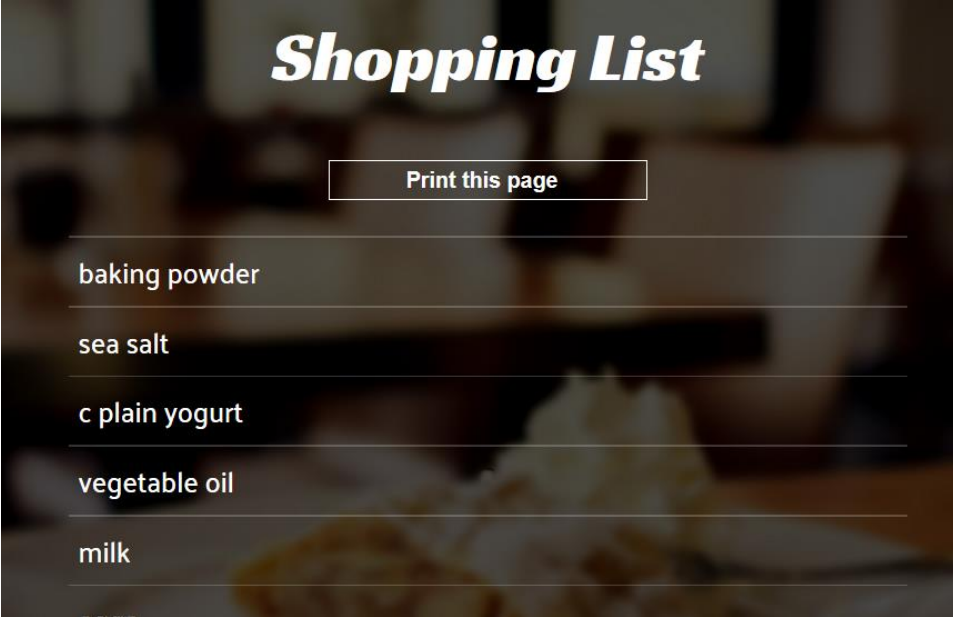 Shopping List
Print this page
baking powder
sea salt
c plain yogurt
vegetable oil
milk